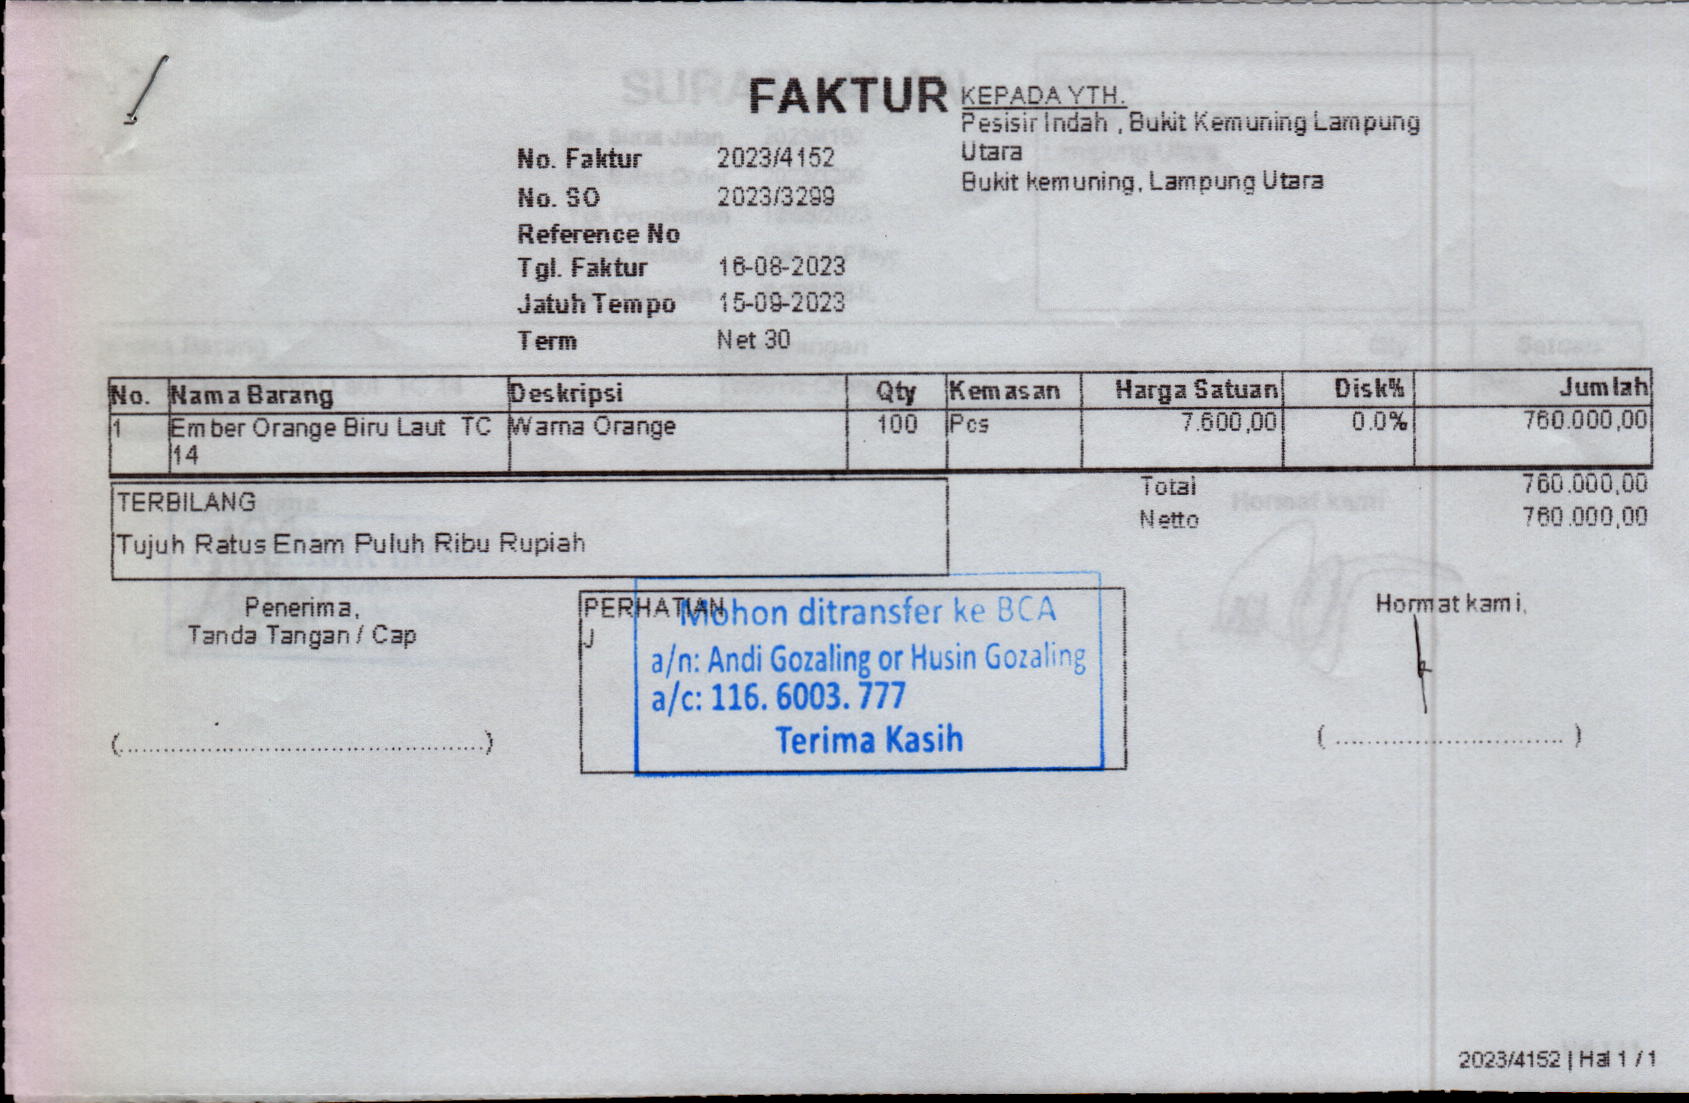 FAKTUR
KEPADA YTH.
Pesisir Indah , Bukit Kemuning Lampung
Utara
Bukit kemuning, Lampung Utara
No. Faktur 2023/4152
No. SO 2023/3299
Reference No
Tgl. Faktur 16-08-2023
Jatuh Tempo 15-09-2023
Term Net 30
No. Nama Barang Deskripsi Qty Kemasan Harga Satuan Disk% Jumlah
1 Ember Orange Biru Laut TC Warna Orange 100 Pcs 7.600,00 0.0% 760.000,00
14
Total 760.000,00
Netto 760.000,00
TERBILANG
Tujuh Ratus Enam Puluh Ribu Rupiah
Penerima,
Tanda Tangan / Cap
(................................................)
PERHATIAN
J
Mohon ditransfer ke BCA
a/n: Andi Gozaling or Husin Gozaling
a/c: 116. 6003. 777
Terima Kasih
Hormat kami,
( .............................. )
2023/4152 | Hal 1 / 1